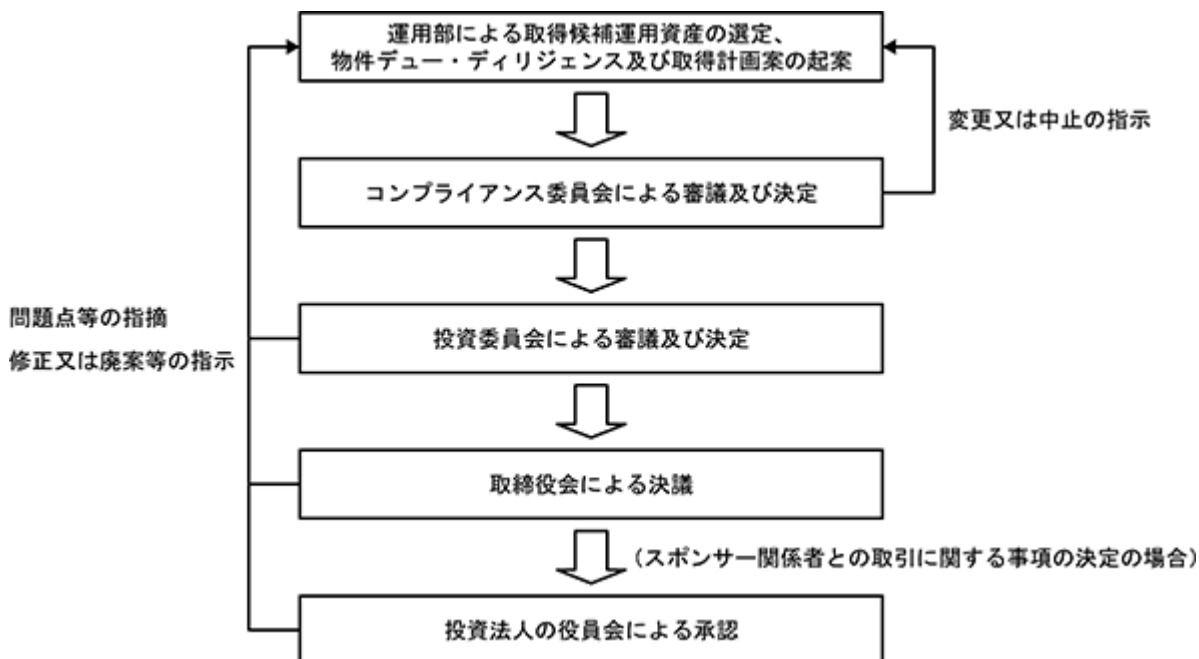 運用部による取得候補運用資産の選定、
物件デュー・ディリジェンス及び取得計画案の起案
変更又は中止の指示
コンプライアンス委員会による審議及び決定
問題点等の指摘
修正又は廃案等の指示
投資委員会による審議及び決定
取締役会による決議
(スポンサー関係者との取引に関する事項の決定の場合)
投資法人の役員会による承認